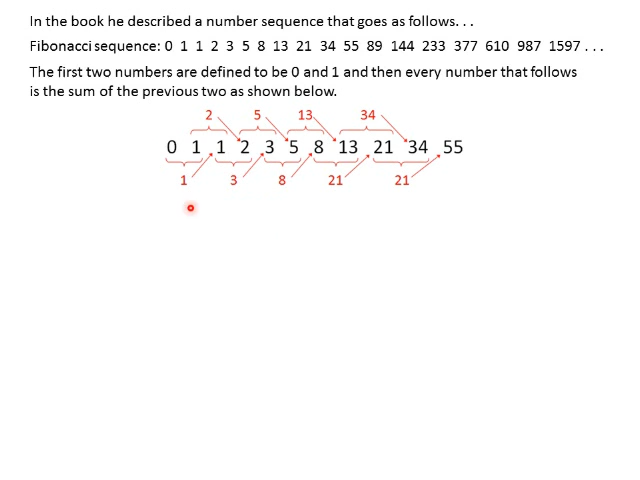 In the book he described a number sequence that goes as follows. . .
Fibonacci sequence: 0 1 1 2 3 5 8 13 21 34 55 89 144 233 377 610 987 1597 . . .
The first two numbers are defined to be 0 and 1 and then every number that follows
is the sum of the previous two as shown below.
2 5 13 34
0 1 1 2 3 5 8 13 21 34 55
1 3 8 21 21